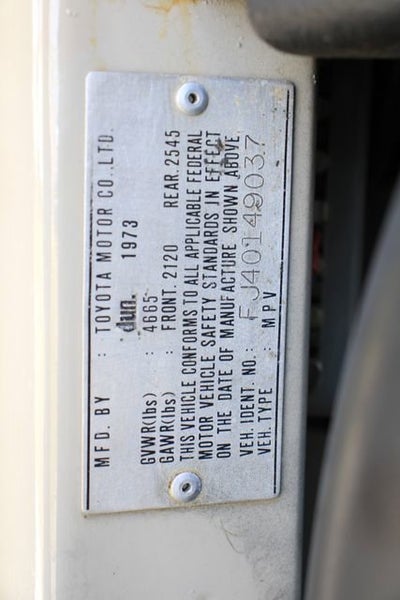 MFD. BY : TOYOTA MOTOR CO., LTD.
Jun. 1973
GVWR(lbs) : 4665
GAWR(lbs) : FRONT. 2120 REAR. 2545
THIS VEHICLE CONFORMS TO ALL APPLICABLE FEDERAL
MOTOR VEHICLE SAFETY STANDARDS IN EFFECT
ON THE DATE OF MANUFACTURE SHOWN ABOVE.
VEH. IDENT. NO.: FJ40149037
VEH. TYPE : MPV